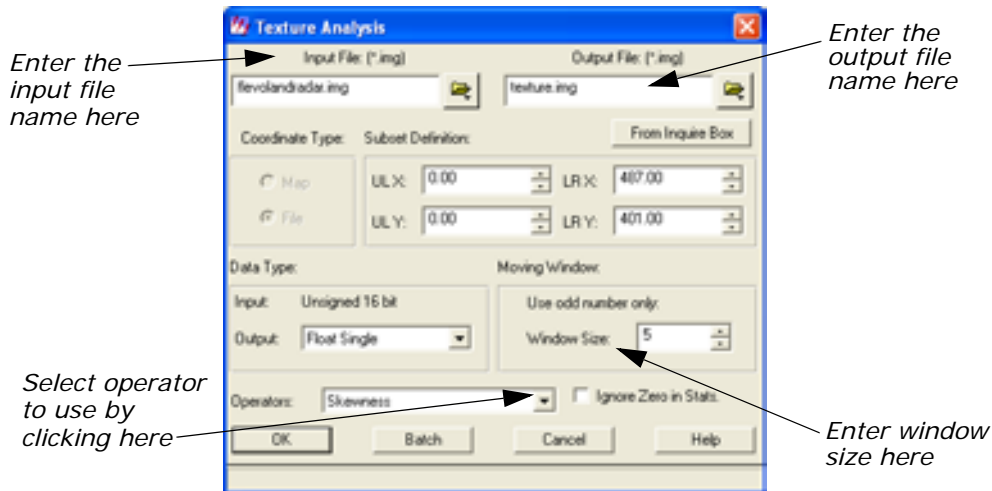 Texture Analysis
Enter the
input file
name here
Input File: (*.img)
Output File: (*.img)
Enter the
output file
name here
flevolandradar.img
texture.img
From Inquire Box
Coordinate Type:
Subset Definition:
Map
File
UL X: 0.00
LR X: 487.00
UL Y: 0.00
LR Y: 401.00
Data Type:
Moving Window:
Input: Unsigned 16 bit
Use odd number only:
Output: Float Single
Window Size: 5
Select operator
to use by
clicking here
Operators: Skewness
Ignore Zero in Stats.
OK
Batch
Cancel
Help
Enter window
size here